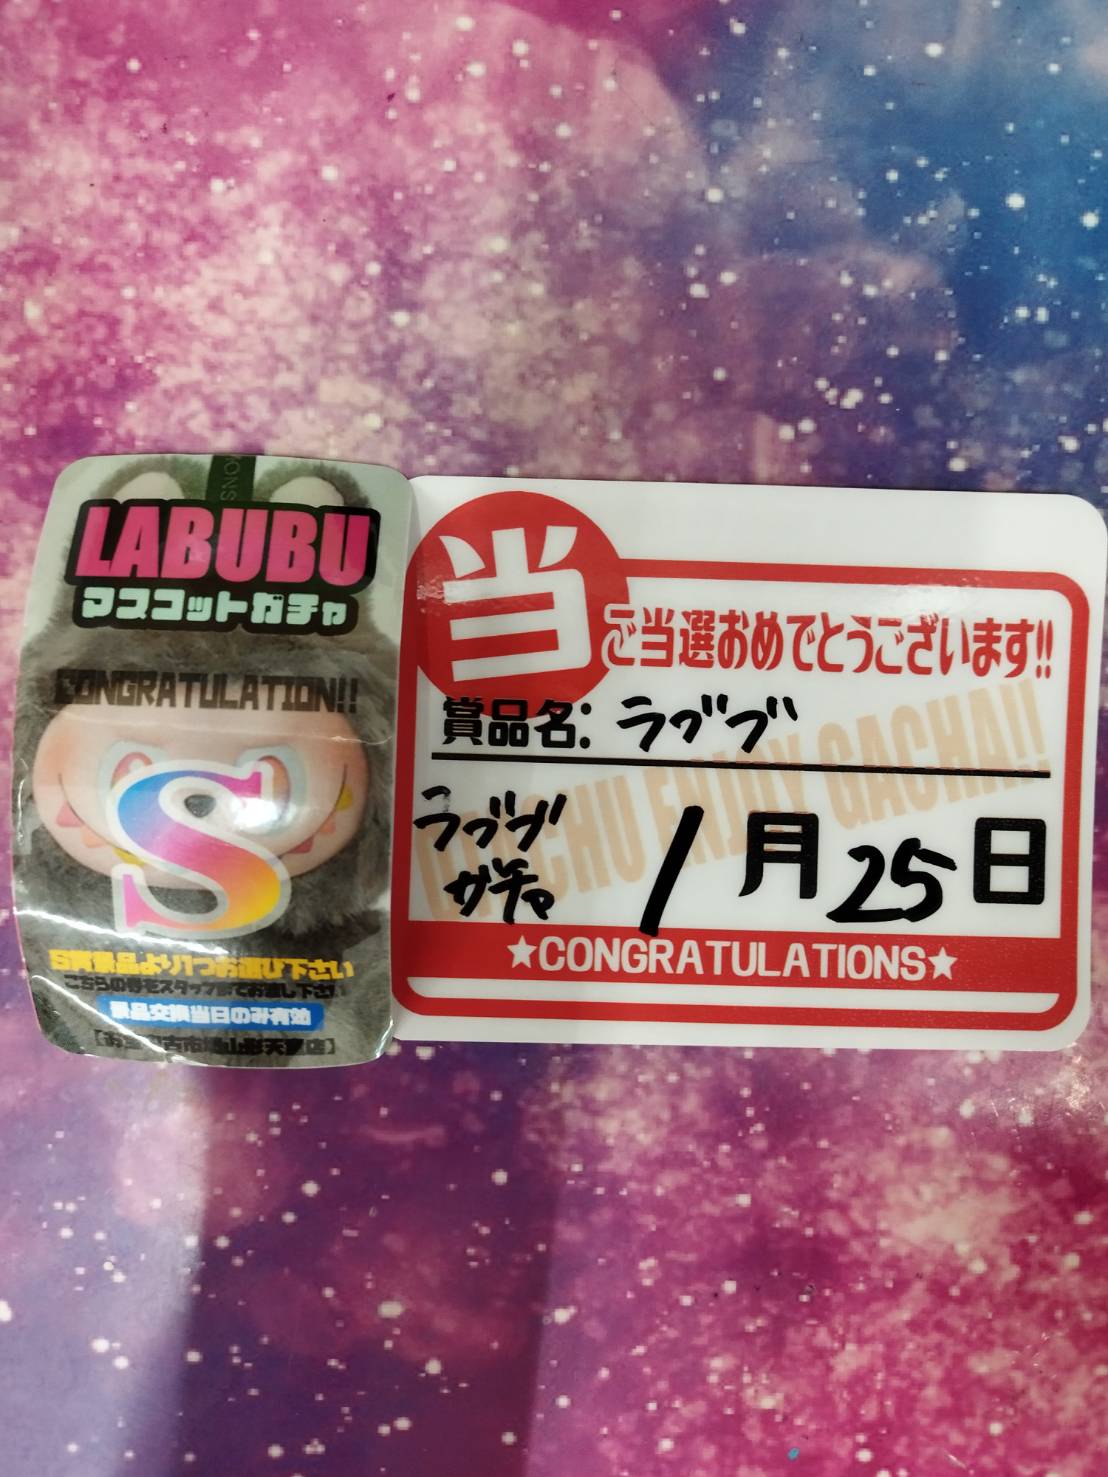 LABUBU
マスコットガチャ
CONGRATULATION!!
S
S賞景品より1つお選び下さい
こちらの券をスタッフまでお渡し下さい
景品交換当日のみ有効
当
ご当選おめでとうございます!!
賞品名: ラブブ
ENJOY GACHA!!
ラブブ
ガチャ
1月25日
★CONGRATULATIONS★